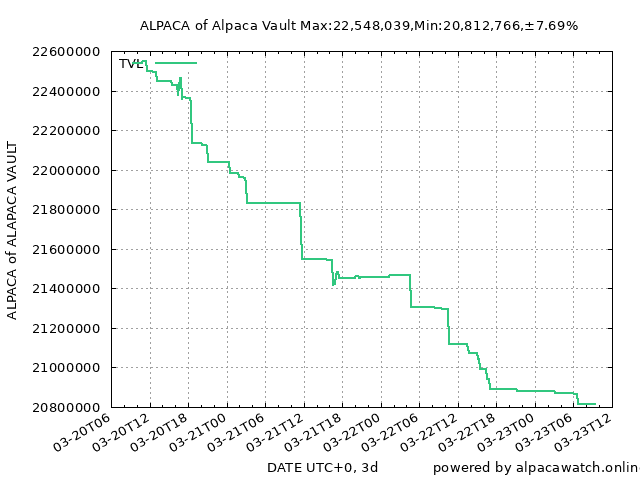 ALPACA of Alpaca Vault Max:22,548,039,Min:20,812,766,±7.69%
22600000
TVL
22400000
22200000
22000000
21800000
21600000
21400000
21200000
21000000
20800000
ALPACA of ALAPACA VAULT
03-20T06
03-20T12
03-20T18
03-21T00
03-21T06
03-21T12
03-21T18
03-22T00
03-22T06
03-22T12
03-22T18
03-23T00
03-23T06
03-23T12
DATE UTC+0, 3d
powered by alpacawatch.onlin